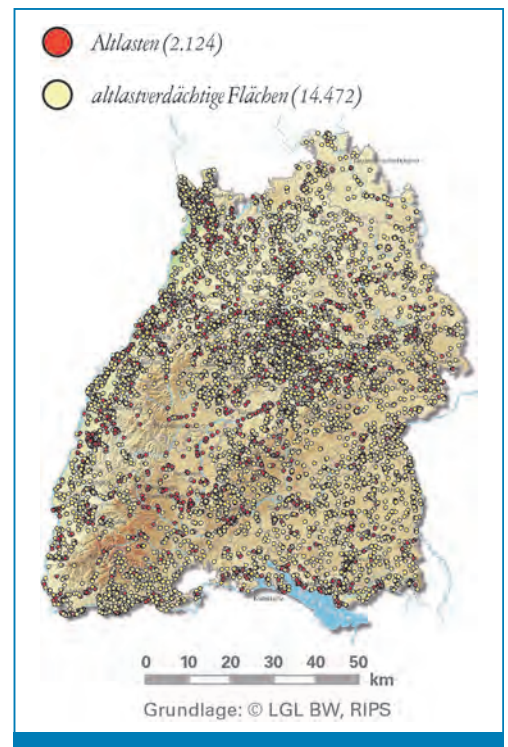 Altlasten (2.124)
altlastverdächtige Flächen (14.472)
0 10 20 30 40 50
km
Grundlage: © LGL BW, RIPS